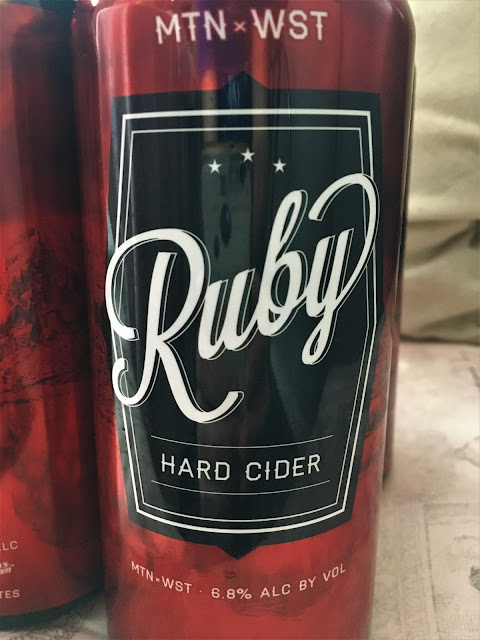 MTN × WST
Ruby
HARD CIDER
MTN × WST · 6.8% ALC BY VOL